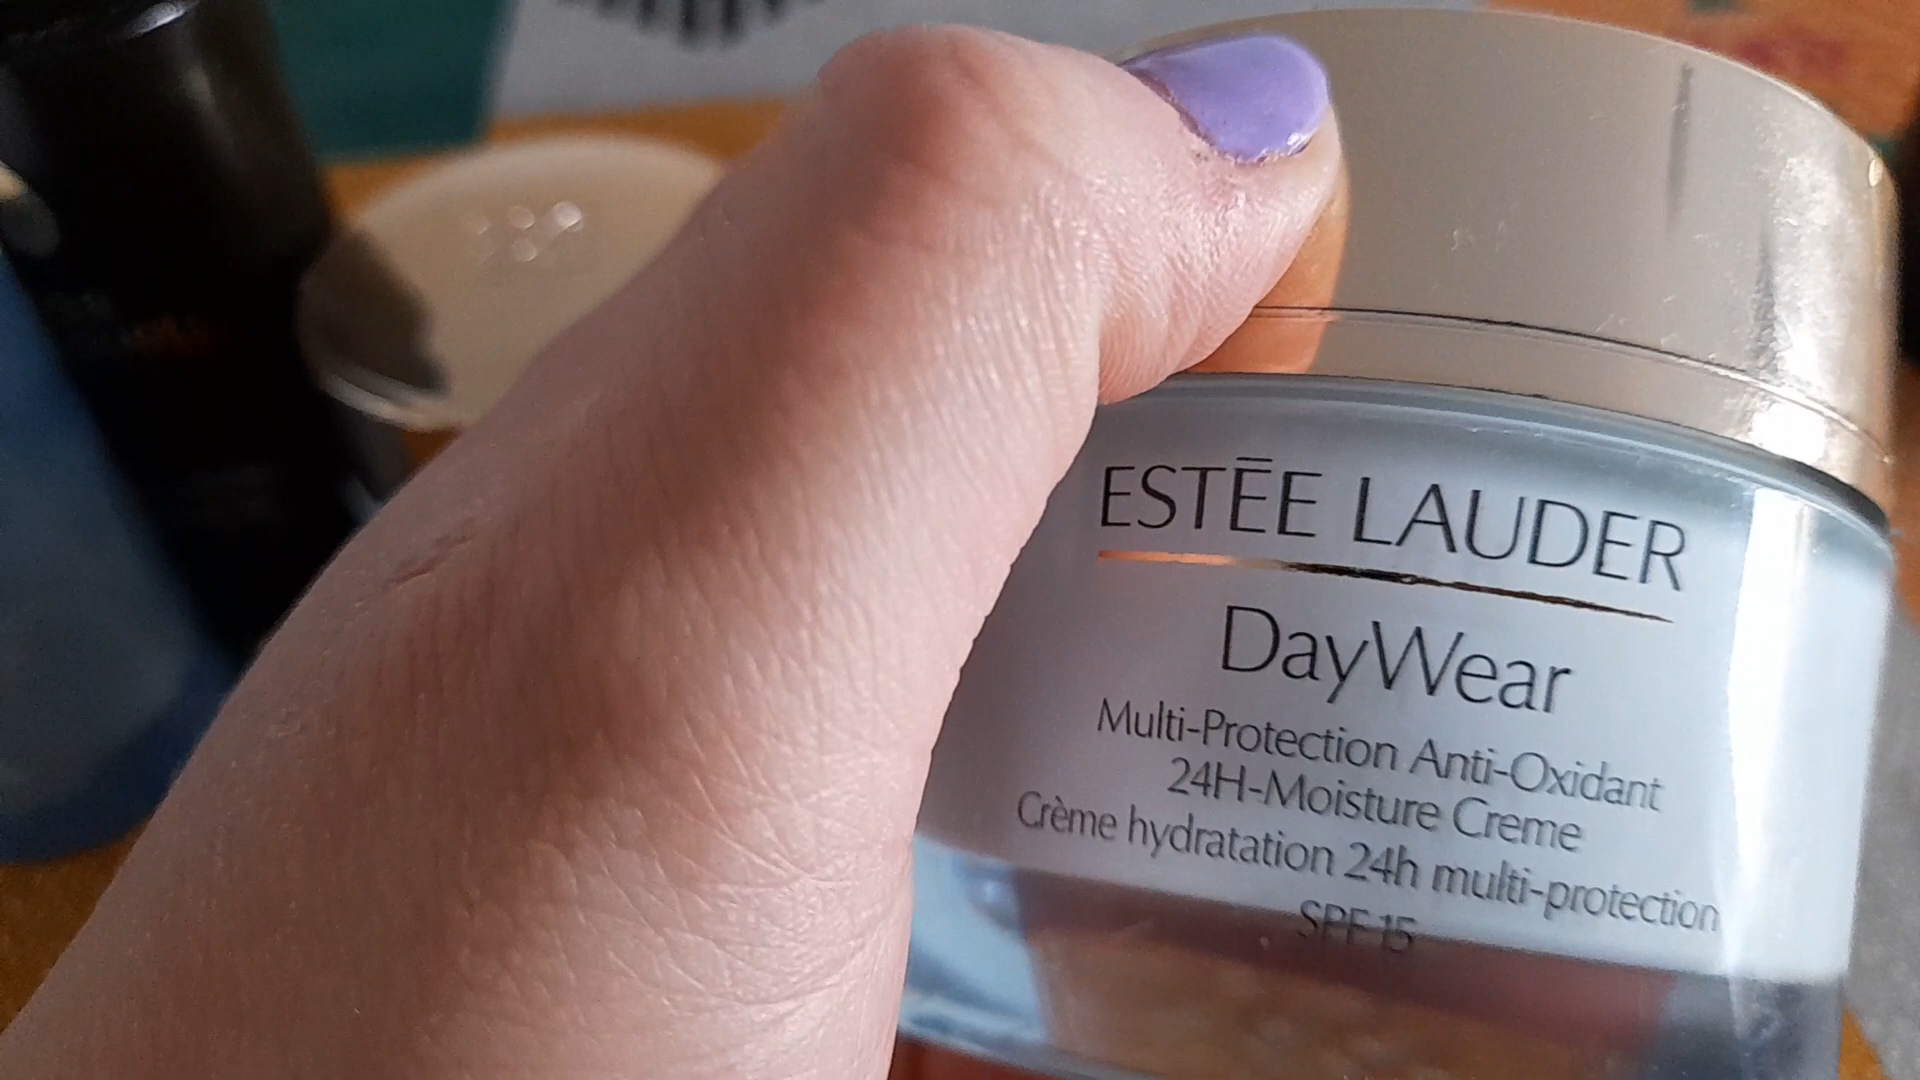 ESTĒE LAUDER
DayWear
Multi-Protection Anti-Oxidant
24H-Moisture Creme
Crème hydratation 24h multi-protection
SPF 15